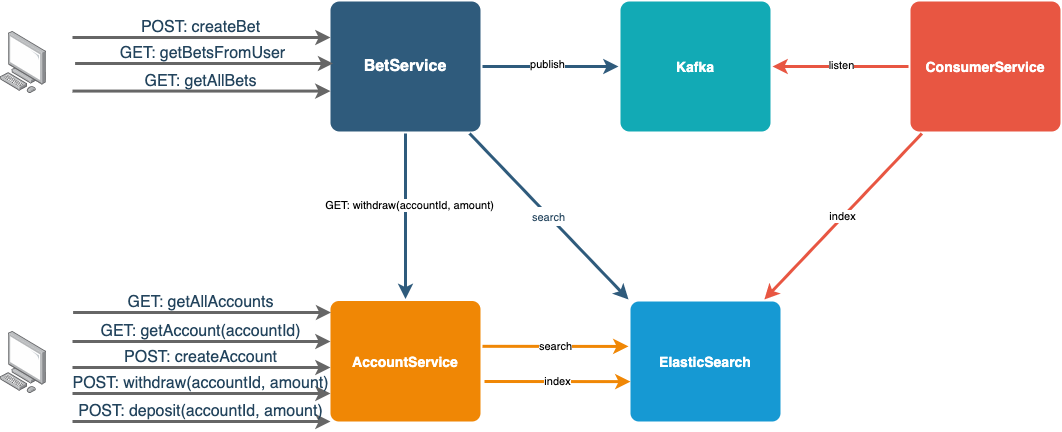 POST: createBet
GET: getBetsFromUser
GET: getAllBets
BetService
publish
Kafka
listen
ConsumerService
GET: withdraw(accountId, amount)
search
index
GET: getAllAccounts
GET: getAccount(accountId)
POST: createAccount
POST: withdraw(accountId, amount)
POST: deposit(accountId, amount)
AccountService
search
index
ElasticSearch